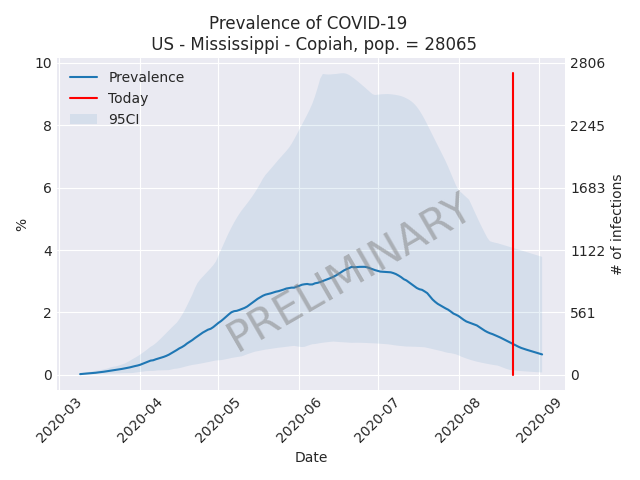 Prevalence of COVID-19
US - Mississippi - Copiah, pop. = 28065
Prevalence
Today
95CI
10
8
6
4
2
0
%
2806
2245
1683
1122
561
0
# of infections
PRELIMINARY
2020-03
2020-04
2020-05
2020-06
2020-07
2020-08
2020-09
Date